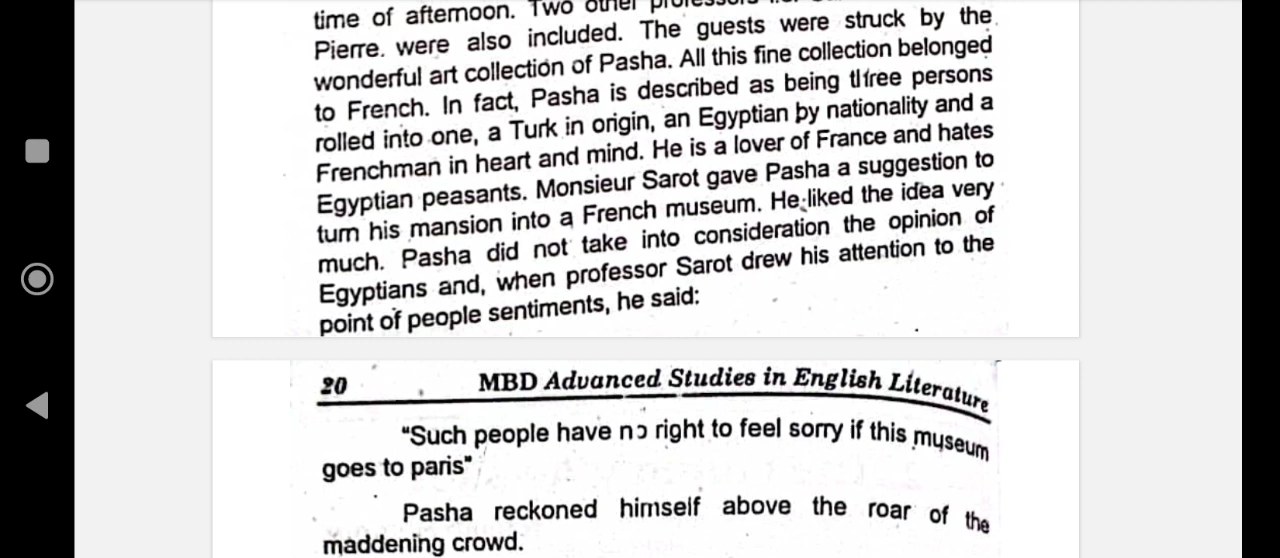 time of afternoon. Two other
Pierre. were also included. The guests were struck by the
wonderful art collection of Pasha. All this fine collection belonged
to French. In fact, Pasha is described as being three persons
rolled into one, a Turk in origin, an Egyptian by nationality and a
Frenchman in heart and mind. He is a lover of France and hates
Egyptian peasants. Monsieur Sarot gave Pasha a suggestion to
turn his mansion into a French museum. He liked the idea very
much. Pasha did not take into consideration the opinion of
Egyptians and, when professor Sarot drew his attention to the
point of people sentiments, he said:
20 MBD Advanced Studies in English Literature
"Such people have no right to feel sorry if this museum
goes to paris"
Pasha reckoned himself above the roar of the
maddening crowd.